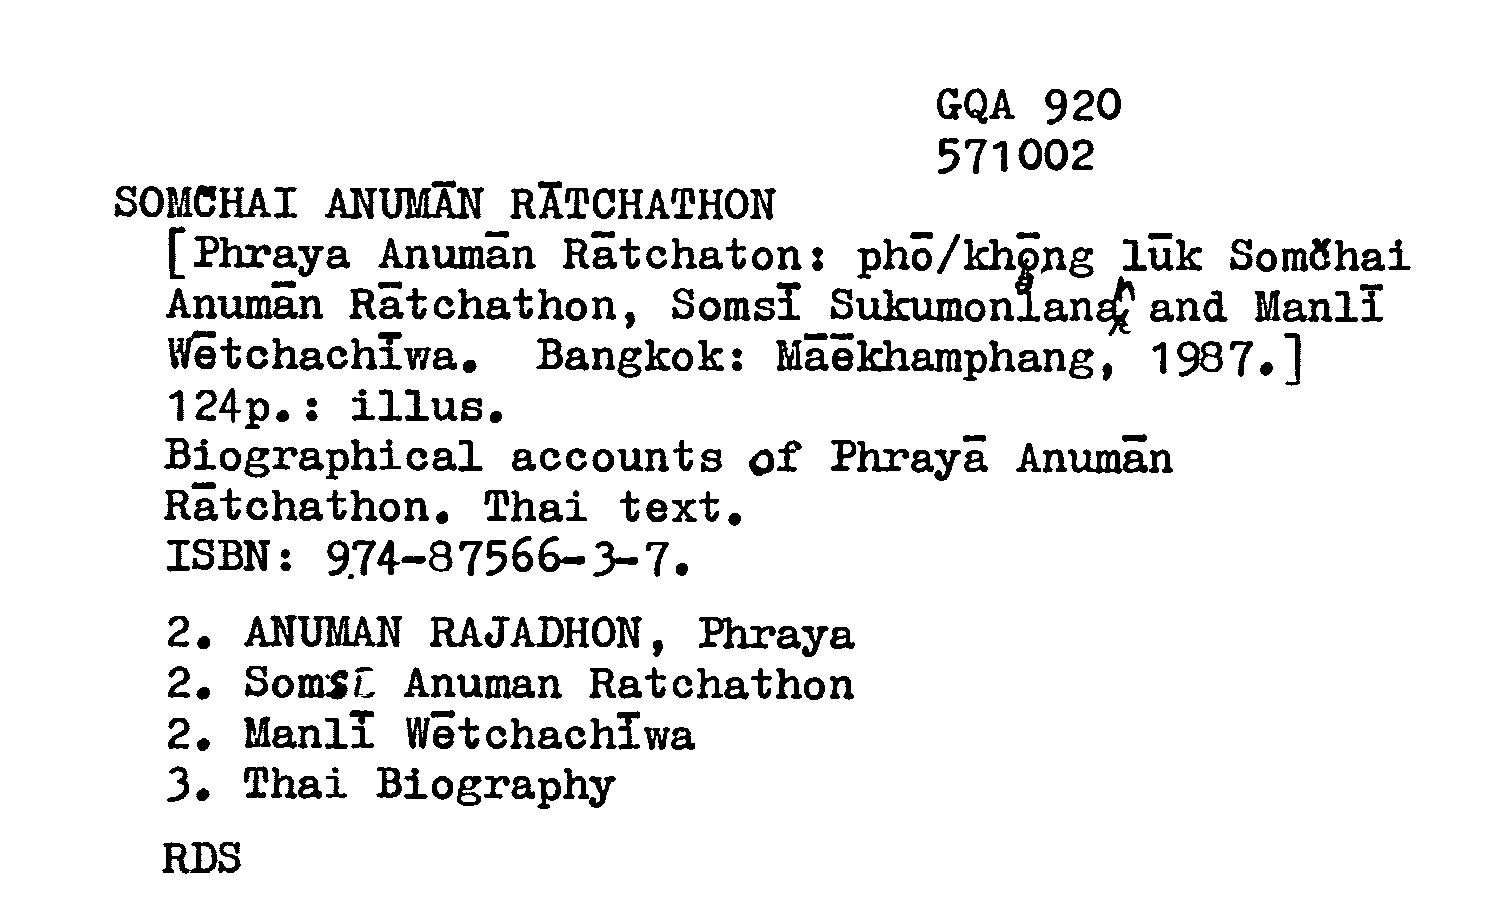 GQA 920
571002
SOMCHAI ANUMĀN RĀTCHATHON
[Phraya Anumān Rātchaton: phō/khǭng lūk Somčhai
Anumān Rātchathon, Somsī Sukumonlana and Manlī
Wētchachīwa. Bangkok: Māēkhamphang, 1987.]
124p.: illus.
Biographical accounts of Phrayā Anumān
Rātchathon. Thai text.
ISBN: 974-87566-3-7.
2. ANUMAN RAJADHON, Phraya
2. Somsī Anuman Ratchathon
2. Manlī Wētchachīwa
3. Thai Biography
RDS